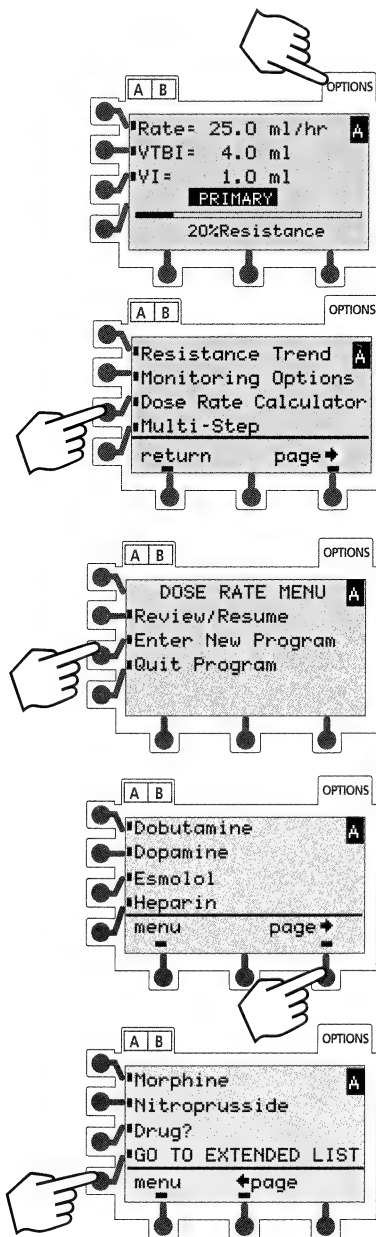 OPTIONS
A B
Rate= 25.0 ml/hr A
VTBI= 4.0 ml
VI= 1.0 ml
PRIMARY
20%Resistance
A B OPTIONS
Resistance Trend A
Monitoring Options
Dose Rate Calculator
Multi-Step
return page
A B OPTIONS
DOSE RATE MENU A
Review/Resume
Enter New Program
Quit Program
A B OPTIONS
Dobutamine A
Dopamine
Esmolol
Heparin
menu page
A B OPTIONS
Morphine A
Nitroprusside
Drug?
GO TO EXTENDED LIST
menu page